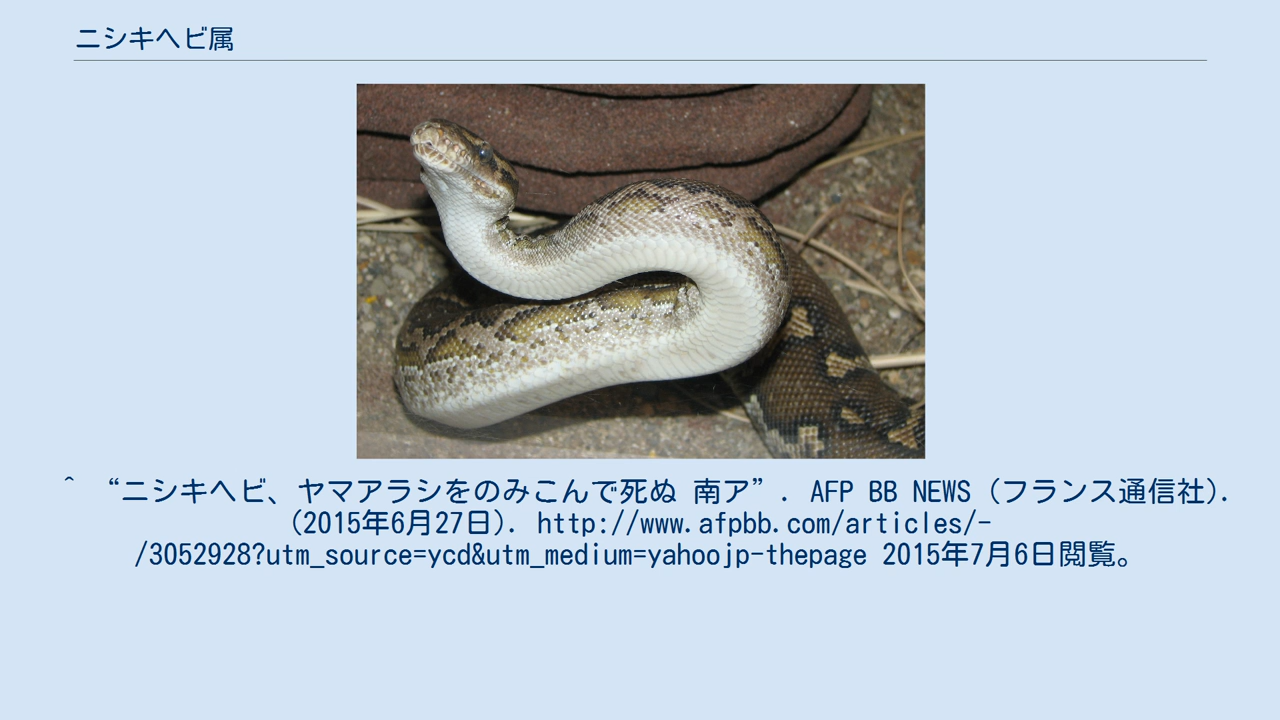 ニシキヘビ属
^ “ニシキヘビ、ヤマアラシをのみこんで死ぬ 南ア”. AFP BB NEWS (フランス通信社).
(2015年6月27日). http://www.afpbb.com/articles/-
/3052928?utm_source=ycd&utm_medium=yahoojp-thepage 2015年7月6日閲覧。